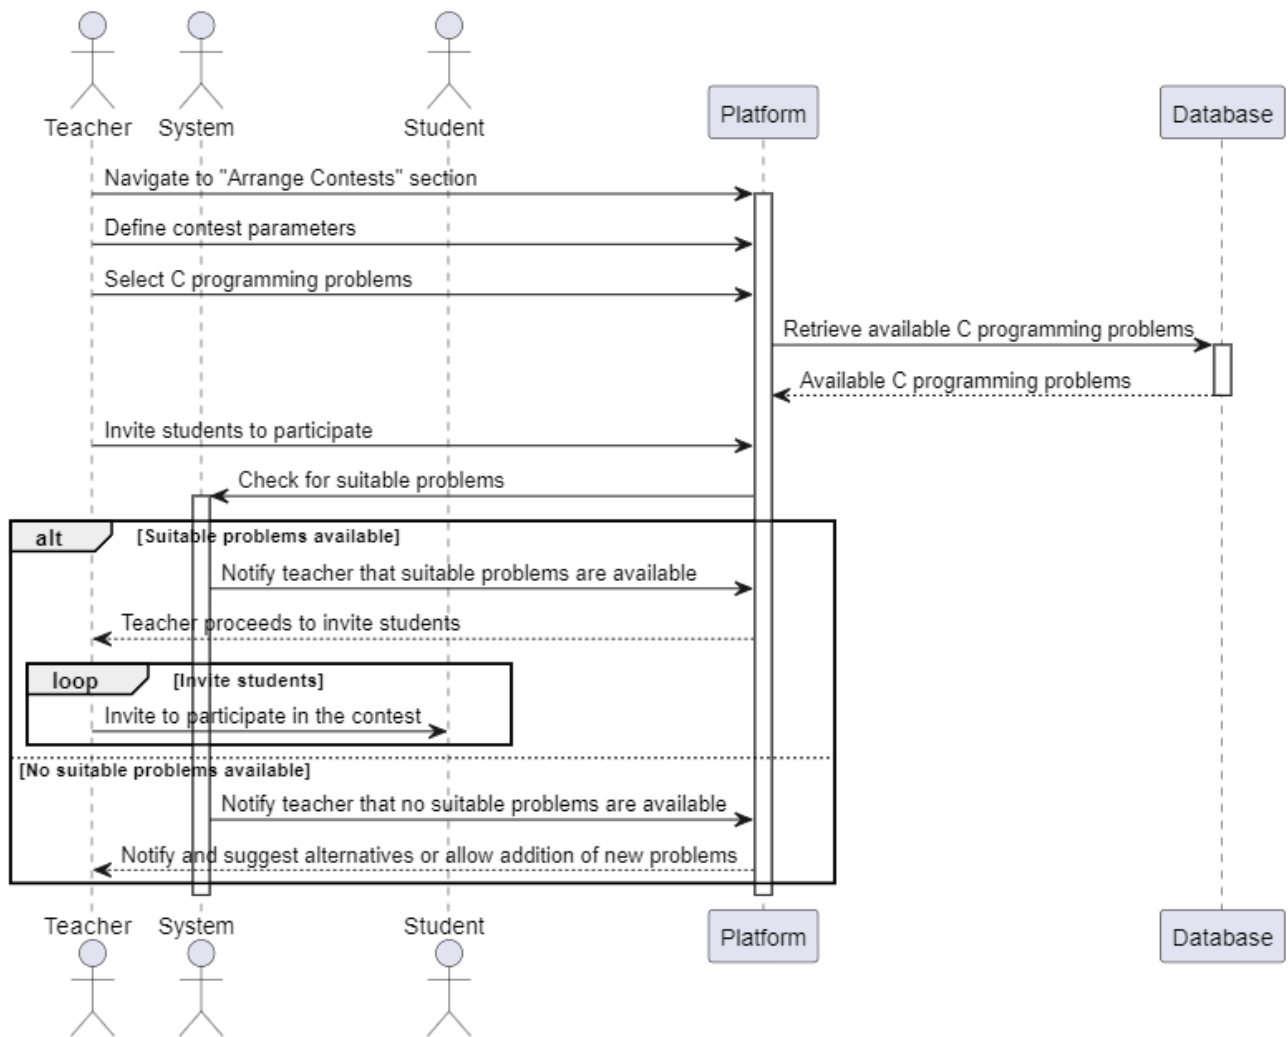 Teacher
System
Student
Platform
Database
Navigate to "Arrange Contests" section
Define contest parameters
Select C programming problems
Retrieve available C programming problems
Available C programming problems
Invite students to participate
Check for suitable problems
alt
[Suitable problems available]
Notify teacher that suitable problems are available
Teacher proceeds to invite students
loop
[Invite students]
Invite to participate in the contest
[No suitable problems available]
Notify teacher that no suitable problems are available
Notify and suggest alternatives or allow addition of new problems
Teacher
System
Student
Platform
Database